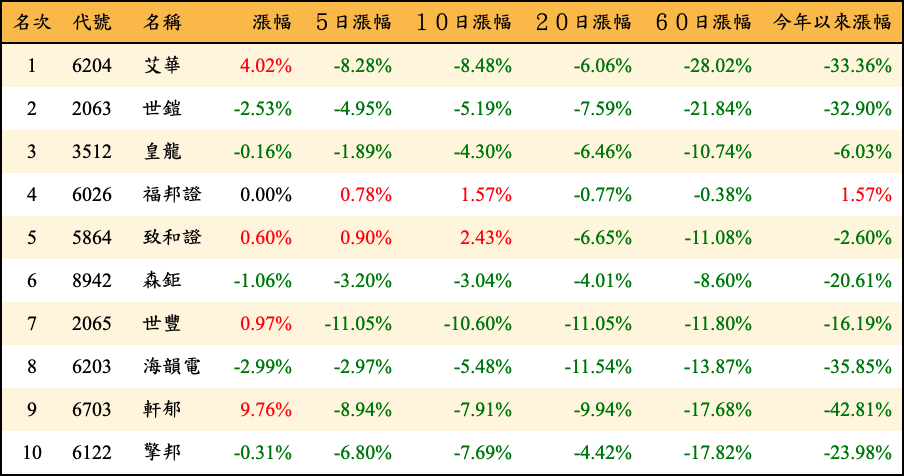 名次 代號 名稱 漲幅 5日漲幅 10日漲幅 20日漲幅 60日漲幅 今年以來漲幅
1 6204 艾華 4.02% -8.28% -8.48% -6.06% -28.02% -33.36%
2 2063 世鎧 -2.53% -4.95% -5.19% -7.59% -21.84% -32.90%
3 3512 皇龍 -0.16% -1.89% -4.30% -6.46% -10.74% -6.03%
4 6026 福邦證 0.00% 0.78% 1.57% -0.77% -0.38% 1.57%
5 5864 致和證 0.60% 0.90% 2.43% -6.65% -11.08% -2.60%
6 8942 森鉅 -1.06% -3.20% -3.04% -4.01% -8.60% -20.61%
7 2065 世豐 0.97% -11.05% -10.60% -11.05% -11.80% -16.19%
8 6203 海韻電 -2.99% -2.97% -5.48% -11.54% -13.87% -35.85%
9 6703 軒郁 9.76% -8.94% -7.91% -9.94% -17.68% -42.81%
10 6122 擎邦 -0.31% -6.80% -7.69% -4.42% -17.82% -23.98%